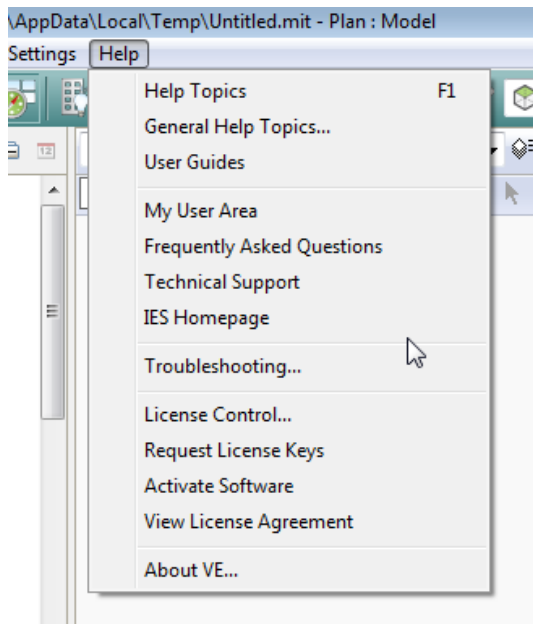 \AppData\Local\Temp\Untitled.mit - Plan : Model
Settings Help
Help Topics F1
General Help Topics...
User Guides
12
My User Area
Frequently Asked Questions
Technical Support
IES Homepage
Troubleshooting...
License Control...
Request License Keys
Activate Software
View License Agreement
About VE...